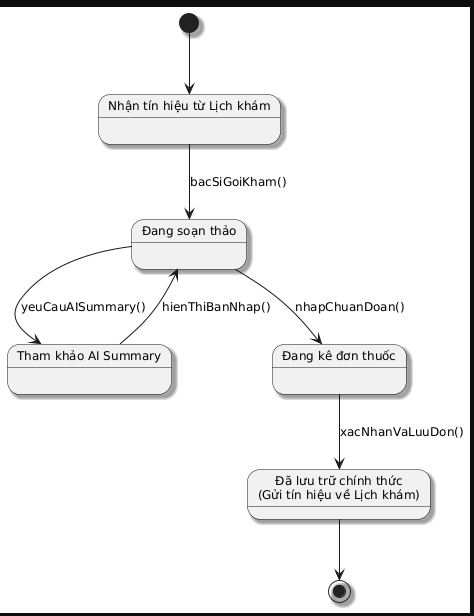 Nhận tín hiệu từ Lịch khám
bacSiGoiKham()
Đang soạn thảo
yeuCauAISummary()
hienThiBanNhap()
nhapChuanDoan()
Tham khảo AI Summary
Đang kê đơn thuốc
xacNhanVaLuuDon()
Đã lưu trữ chính thức
(Gửi tín hiệu về Lịch khám)